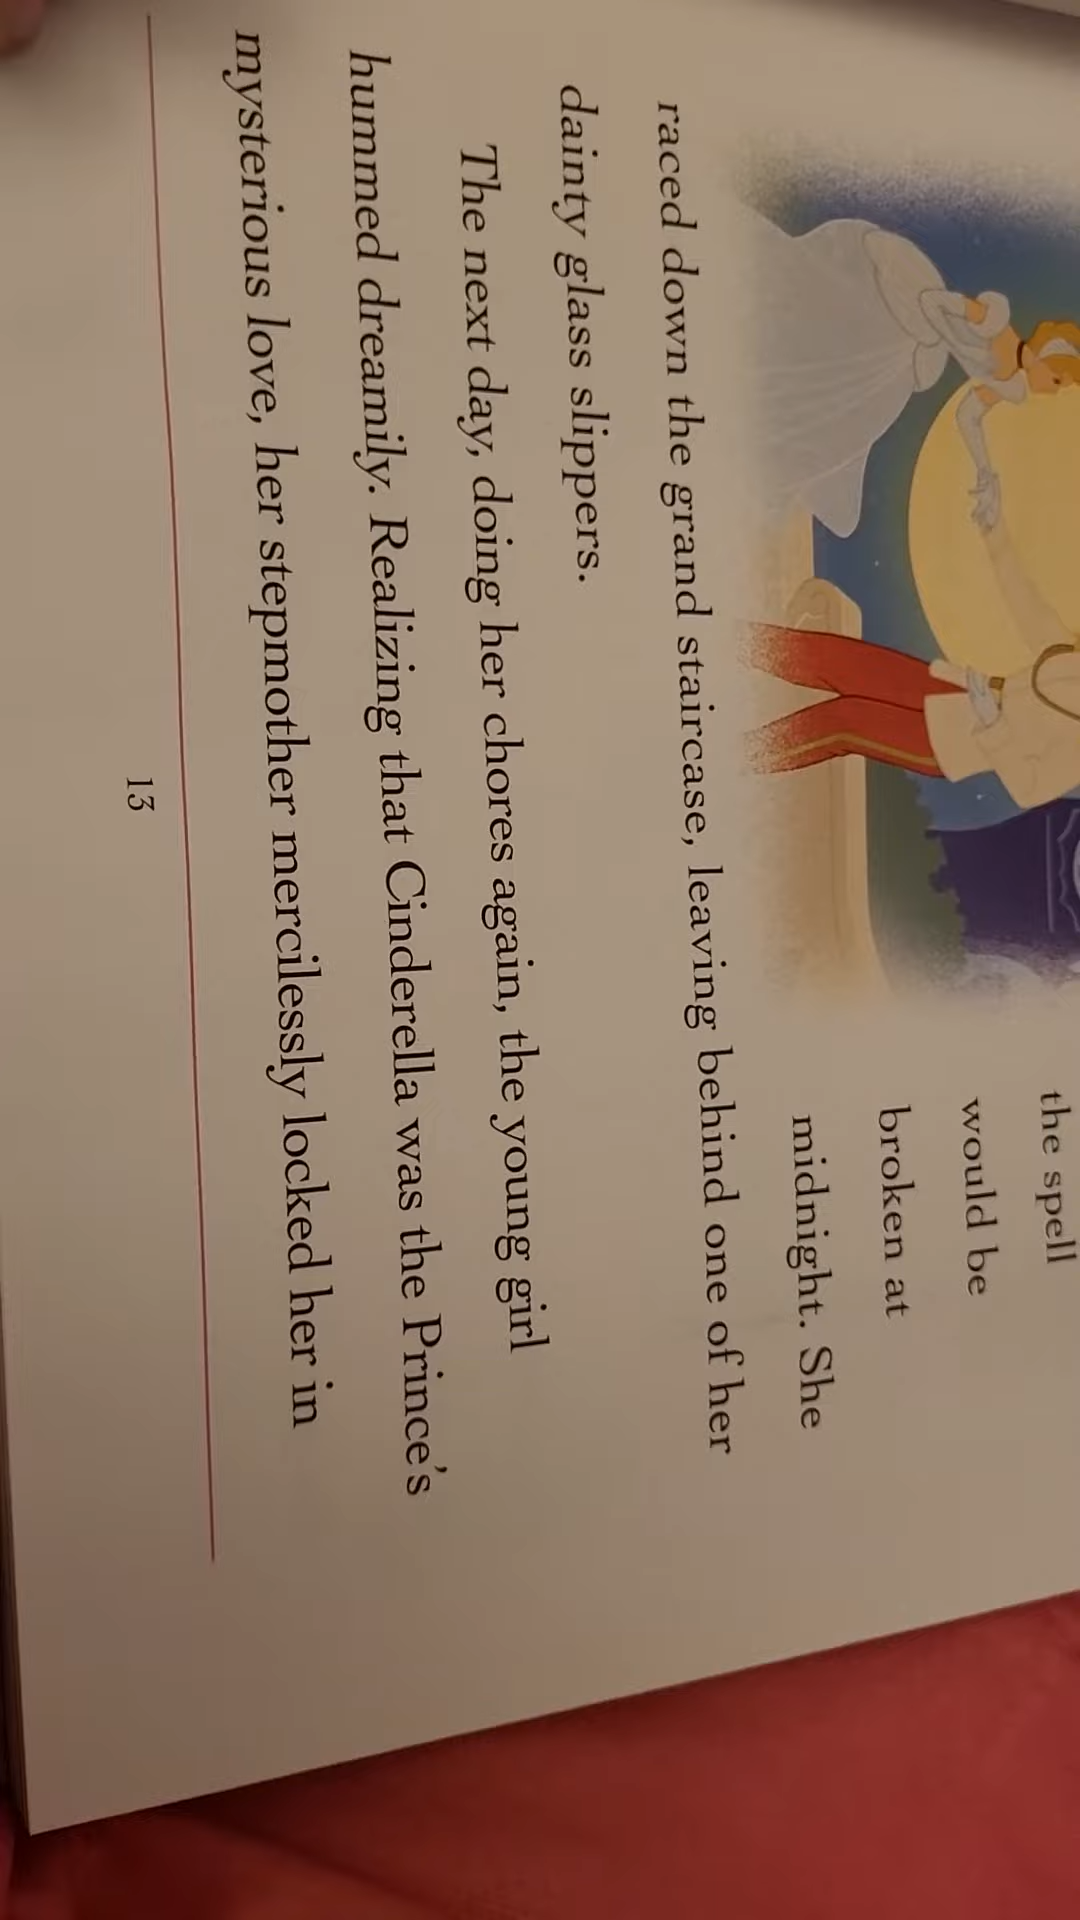 the spell
would be
broken at
midnight. She
raced down the grand staircase, leaving behind one of her
dainty glass slippers.
The next day, doing her chores again, the young girl
hummed dreamily. Realizing that Cinderella was the Prince's
mysterious love, her stepmother mercilessly locked her in
13